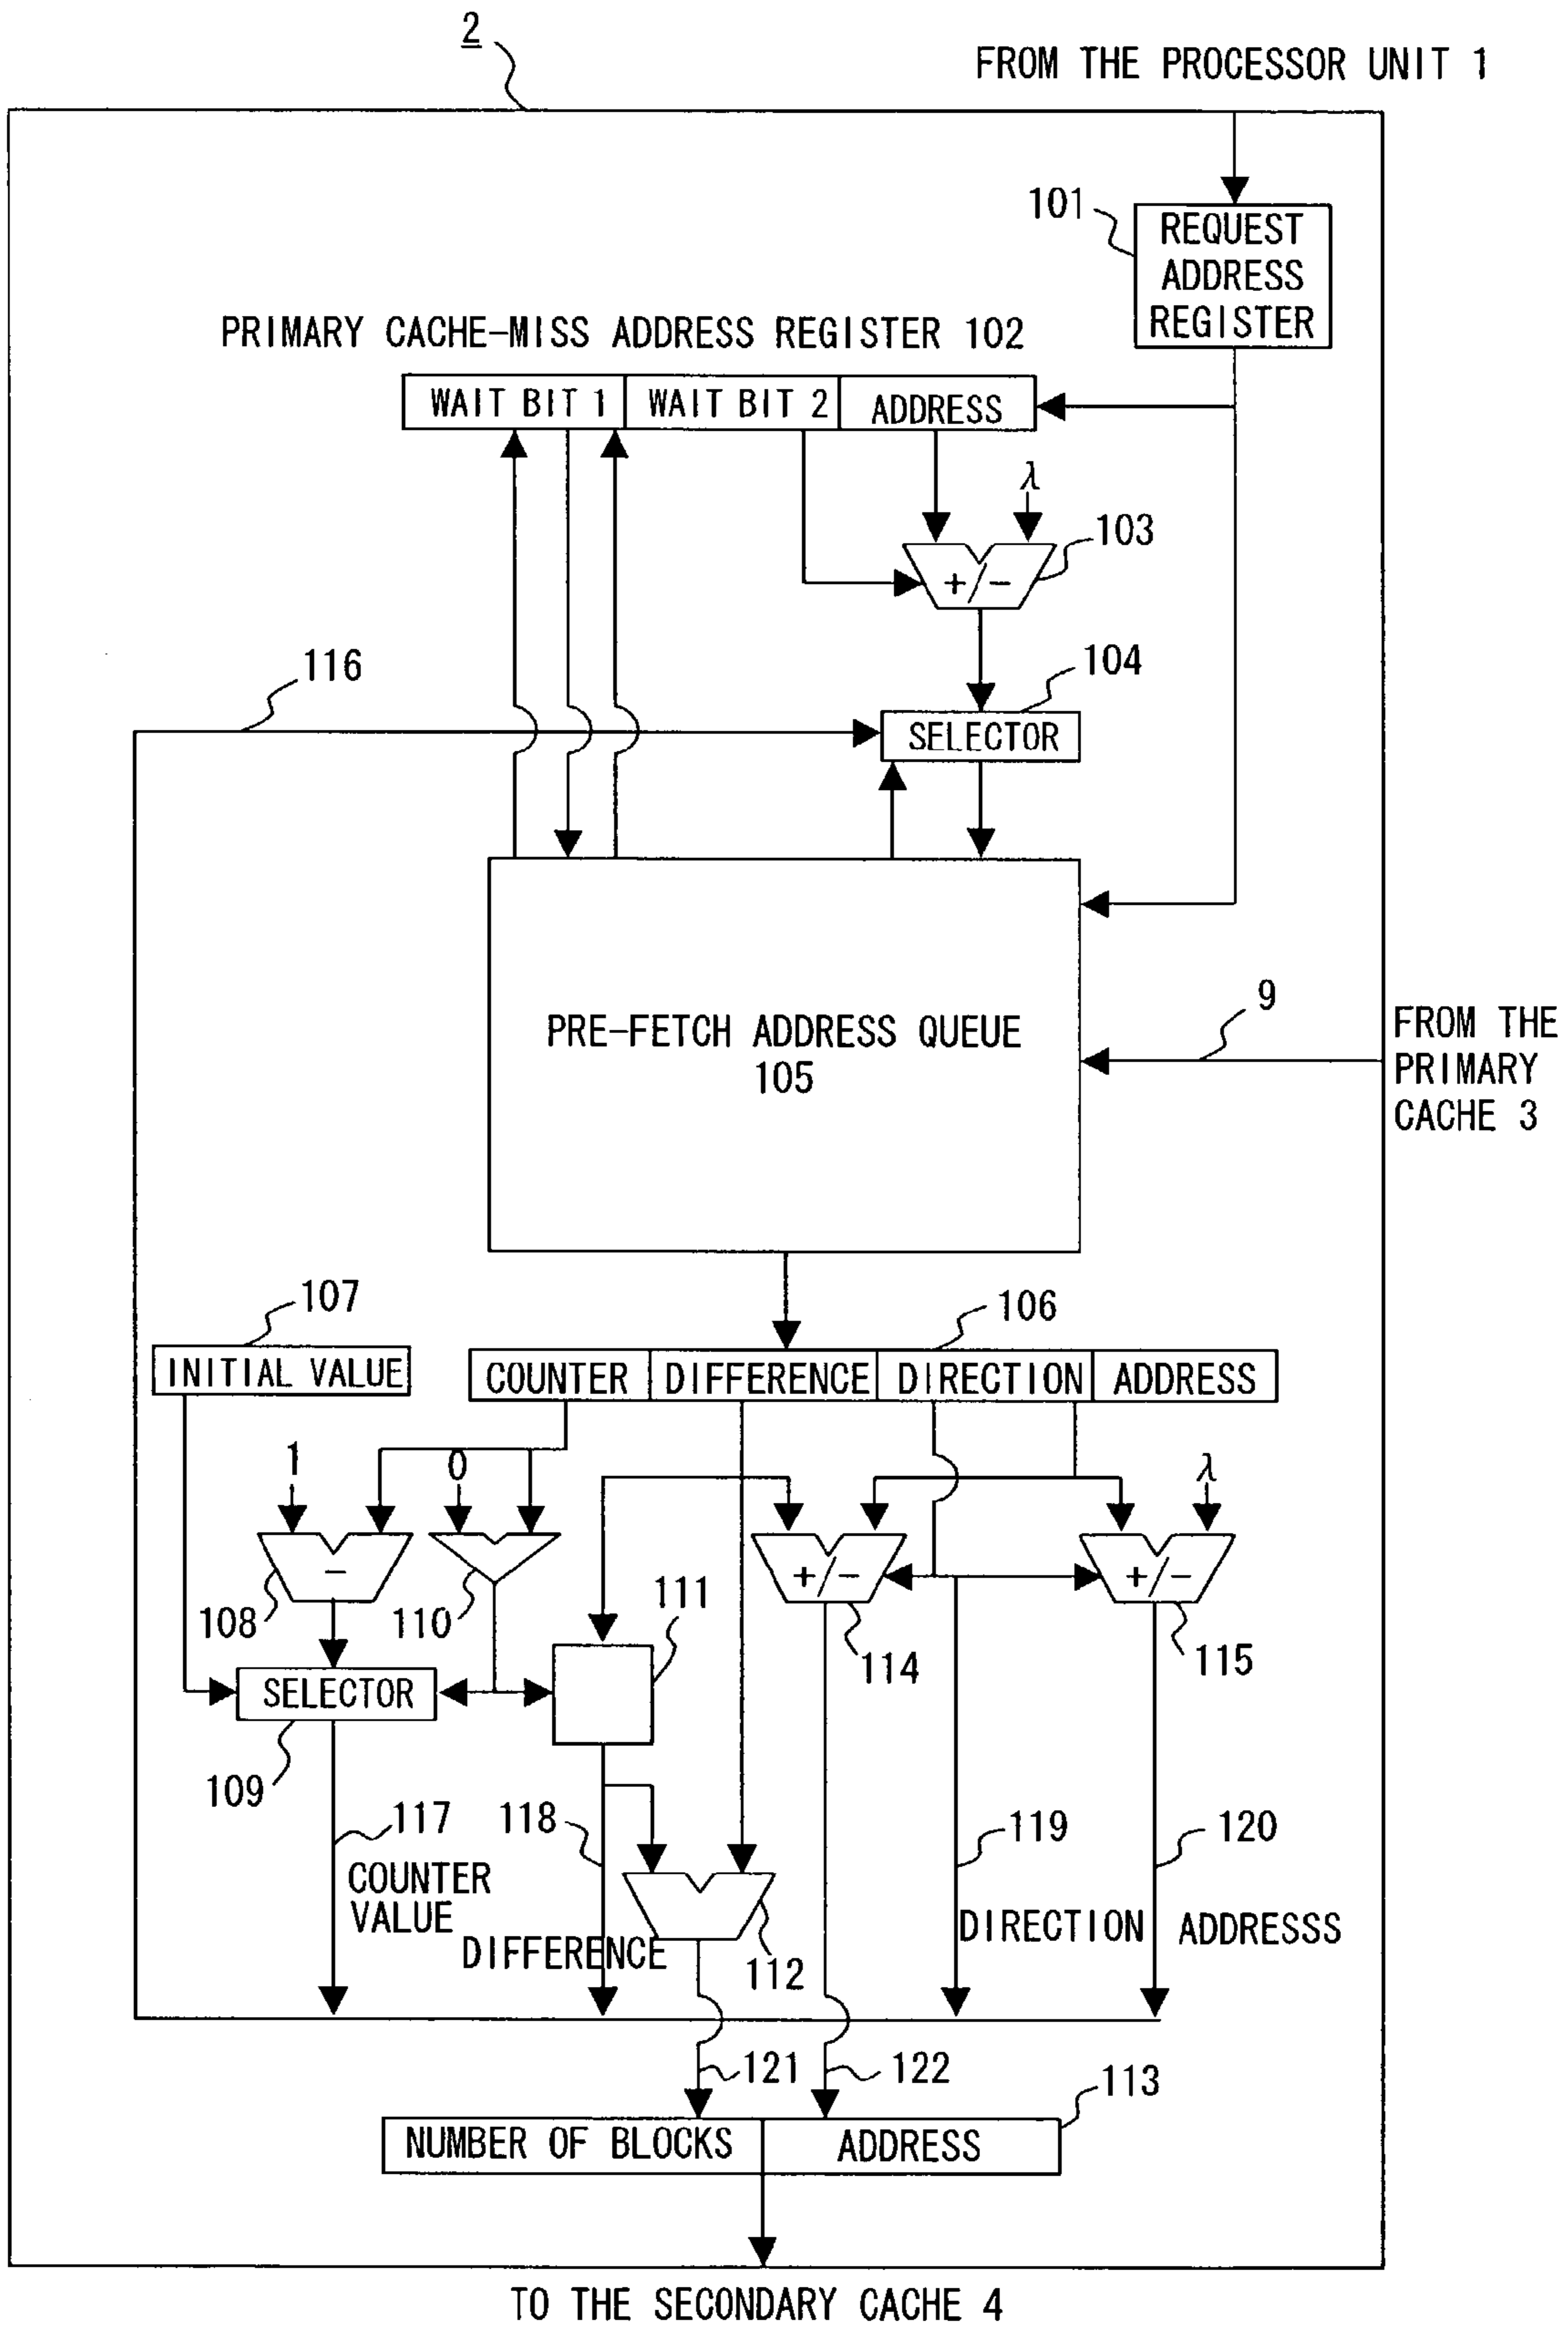 2
FROM THE PROCESSOR UNIT 1
101
REQUEST
ADDRESS
REGISTER
PRIMARY CACHE-MISS ADDRESS REGISTER 102
WAIT BIT 1 WAIT BIT 2 ADDRESS
λ
103
+/-
116
104
SELECTOR
PRE-FETCH ADDRESS QUEUE
105
9
FROM THE
PRIMARY
CACHE 3
107
106
INITIAL VALUE
COUNTER DIFFERENCE DIRECTION ADDRESS
1 0 λ
- +/- +/-
108 110 111
114 115
SELECTOR
109
117
118
119
120
COUNTER
VALUE
DIFFERENCE
DIRECTION
ADDRESSS
112
121 122
113
NUMBER OF BLOCKS ADDRESS
TO THE SECONDARY CACHE 4